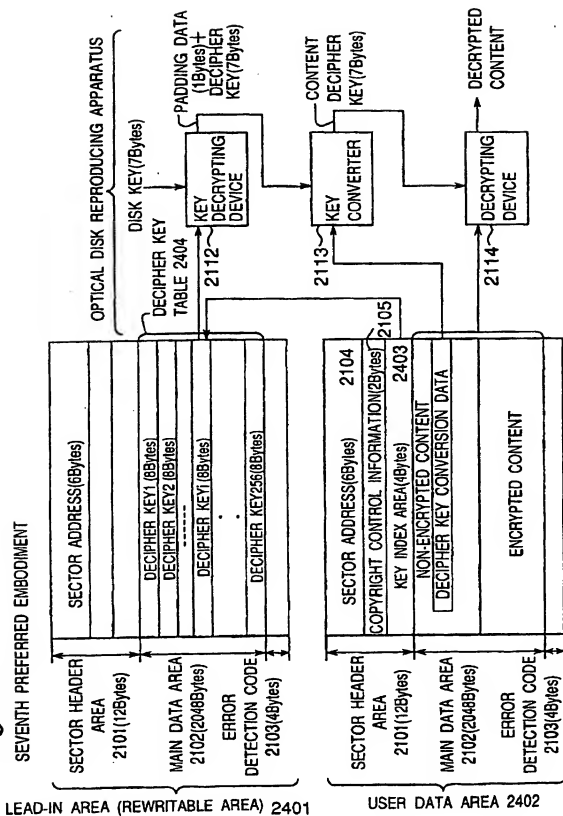 SEVENTH PREFERRED EMBODIMENT
OPTICAL DISK REPRODUCING APPARATUS
SECTOR HEADER
AREA
2101(12Bytes)
MAIN DATA AREA
2102(2048Bytes)
ERROR
DETECTION CODE
2103(4Bytes)
LEAD-IN AREA (REWRITABLE AREA) 2401
SECTOR ADDRESS(6Bytes)
DECIPHER KEY1 (8Bytes)
DECIPHER KEY2 (8Bytes)
DECIPHER KEYi (8Bytes)
DECIPHER KEY256(8Bytes)
DECIPHER KEY
TABLE 2404
DISK KEY(7Bytes)
KEY
DECRYPTING
DEVICE
2112
PADDING DATA
(1Bytes)+
DECIPHER
KEY(7Bytes)
KEY
CONVERTER
2113
CONTENT
DECIPHER
KEY(7Bytes)
DECRYPTING
DEVICE
2114
DECRYPTED
CONTENT
SECTOR HEADER
AREA
2101(12Bytes)
MAIN DATA AREA
2102(2048Bytes)
ERROR
DETECTION CODE
2103(4Bytes)
USER DATA AREA 2402
SECTOR ADDRESS(6Bytes) 2104
COPYRIGHT CONTROL INFORMATION(2Bytes)
2105
KEY INDEX AREA(4Bytes) 2403
NON-ENCRYPTED CONTENT
DECIPHER KEY CONVERSION DATA
ENCRYPTED CONTENT